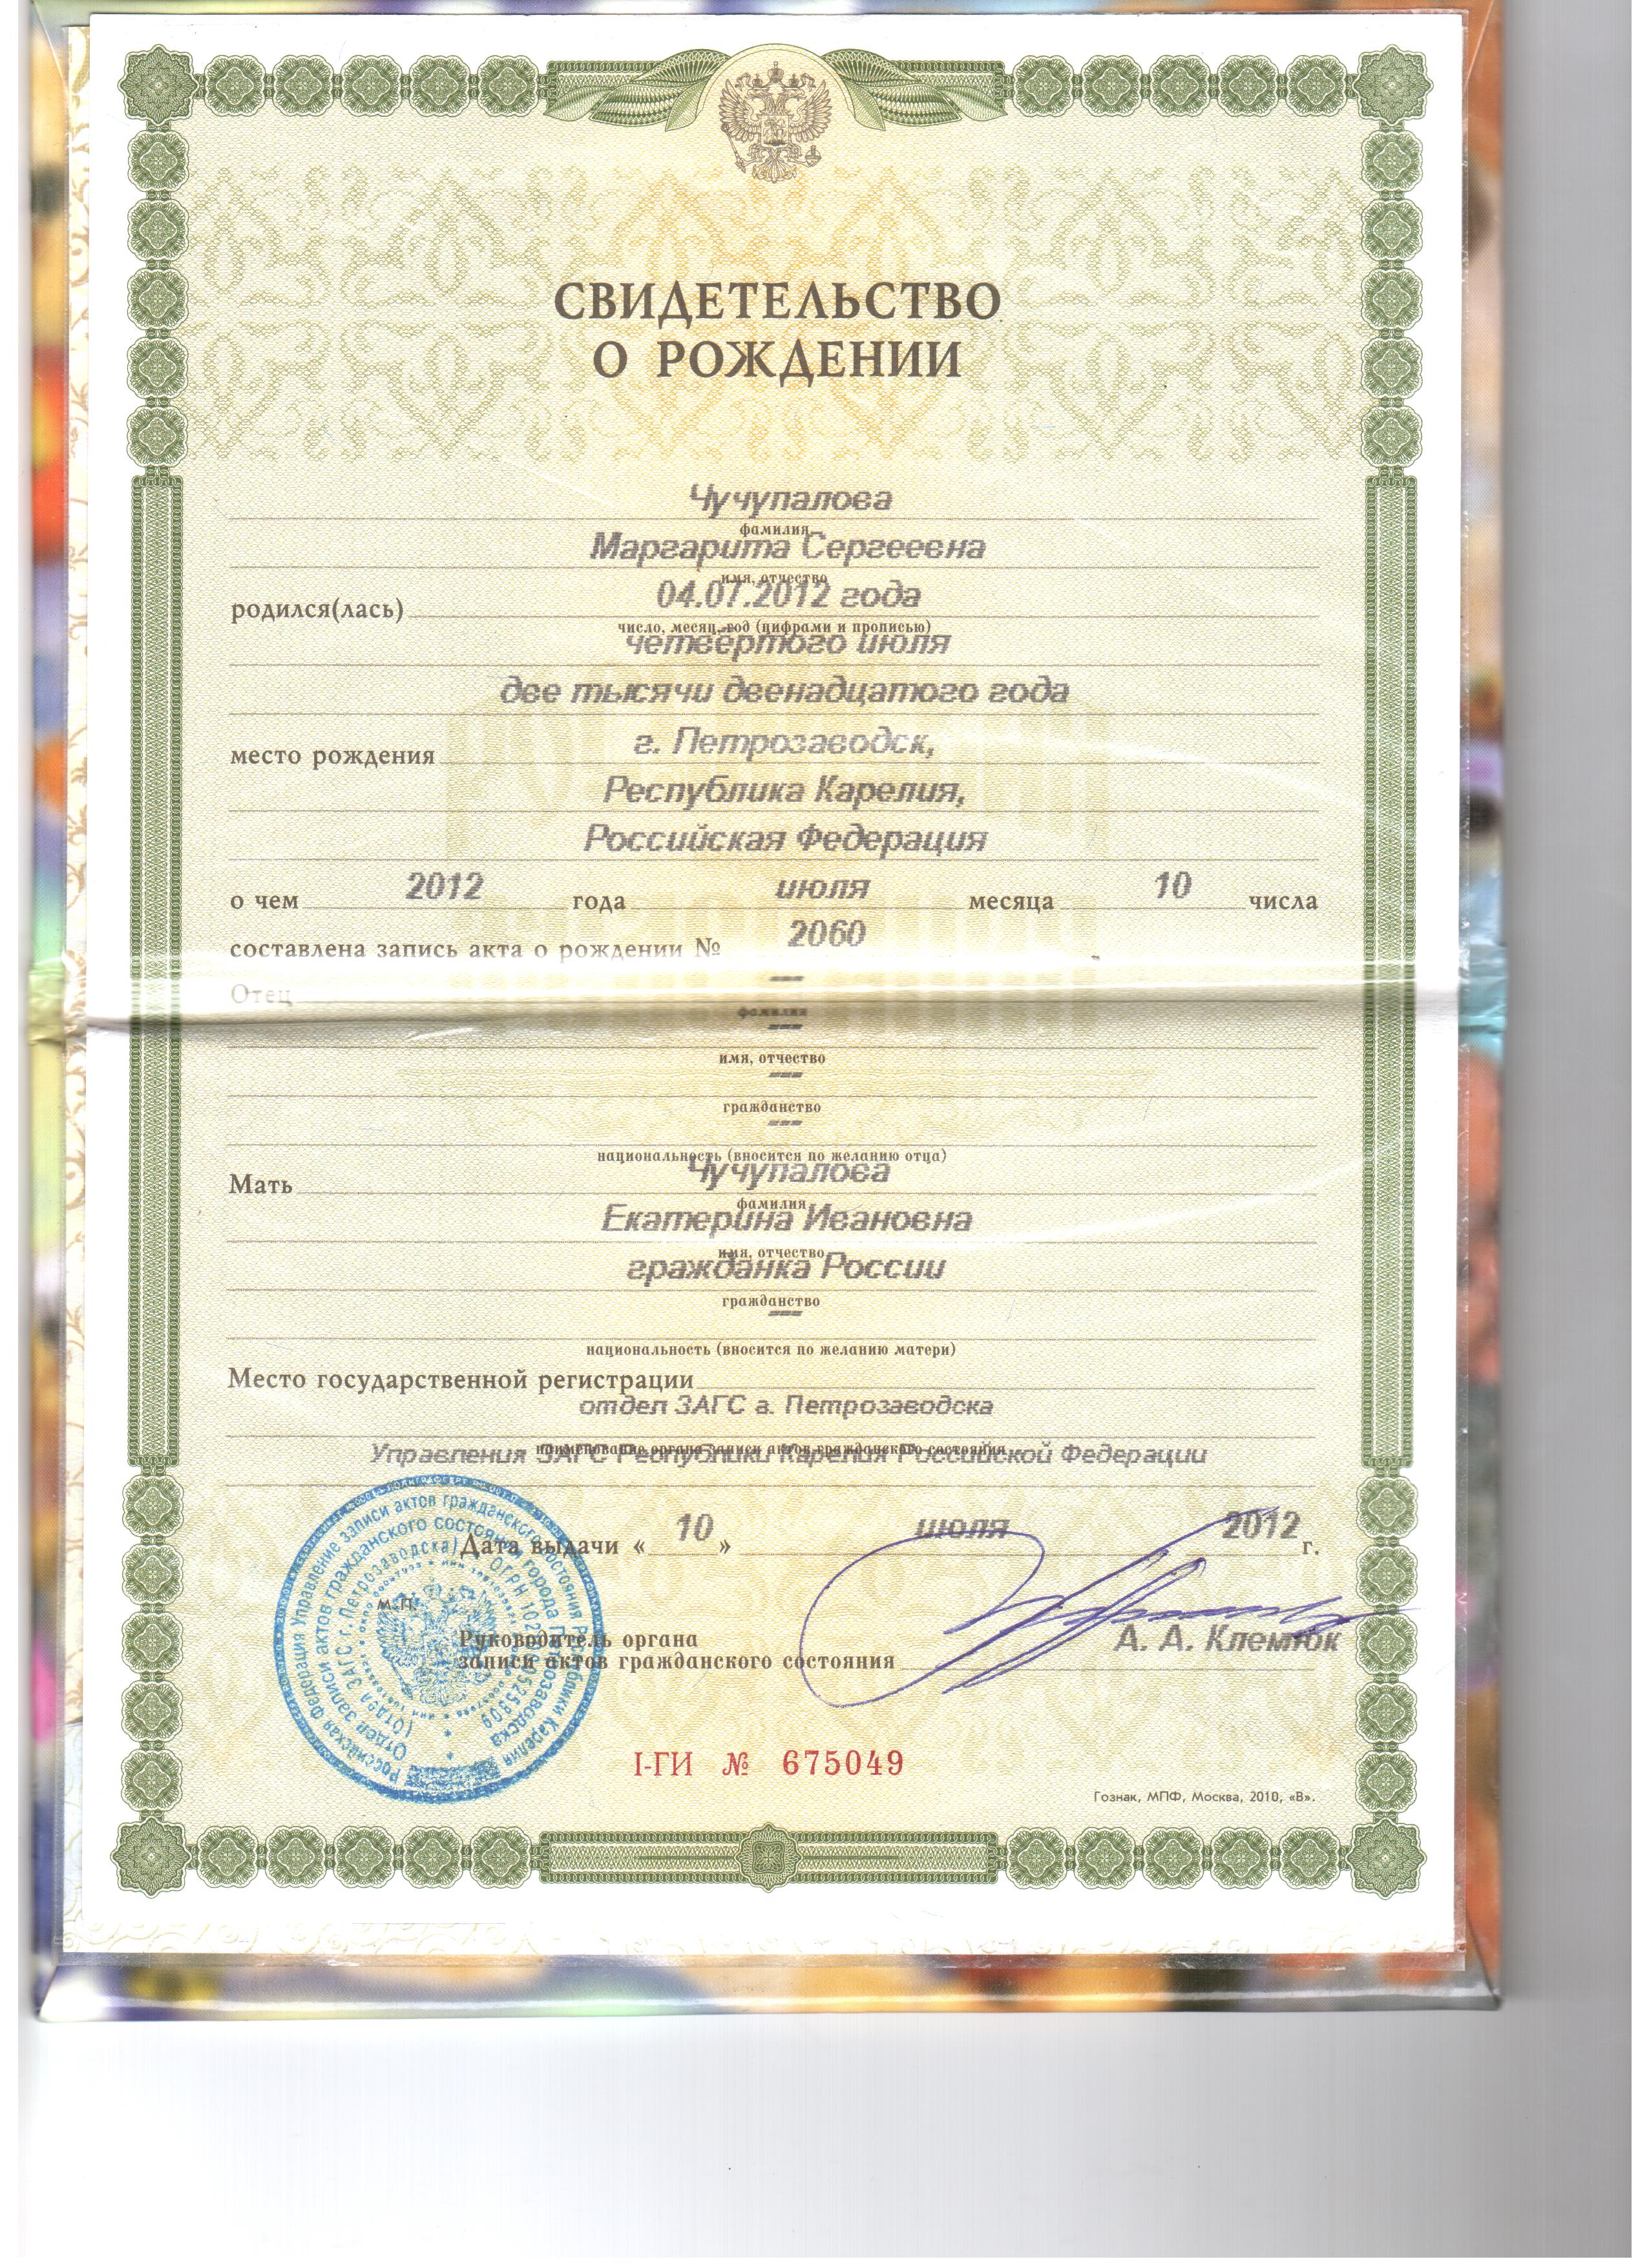 СВИДЕТЕЛЬСТВО
О РОЖДЕНИИ
Чучупалова
фамилия
Маргарита Сергеевна
имя, отчество
родился(лась) 04.07.2012 года
число, месяц, год (цифрами и прописью)
четвёртого июля
две тысячи двенадцатого года
место рождения г. Петрозаводск,
Республика Карелия,
Российская Федерация
о чем 2012 года июля месяца 10 числа
составлена запись акта о рождении № 2060
Отец ---
фамилия
---
имя, отчество
---
гражданство
---
национальность (вносится по желанию отца)
Мать Чучупалова
фамилия
Екатерина Ивановна
имя, отчество
гражданка России
гражданство
---
национальность (вносится по желанию матери)
Место государственной регистрации
отдел ЗАГС г. Петрозаводска
наименование органа записи актов гражданского состояния
Управления ЗАГС Республики Карелия Российской Федерации
Дата выдачи « 10 » июля 2012 г.
М.П.
Руководитель органа
записи актов гражданского состояния А. А. Клемтюк
Российская Федерация Управление записи актов гражданского состояния Республики Карелия
Отдел записи актов гражданского состояния города Петрозаводска
(Отдел ЗАГС г. Петрозаводска)
I-ГИ № 675049
Гознак, МПФ, Москва, 2010, «В».